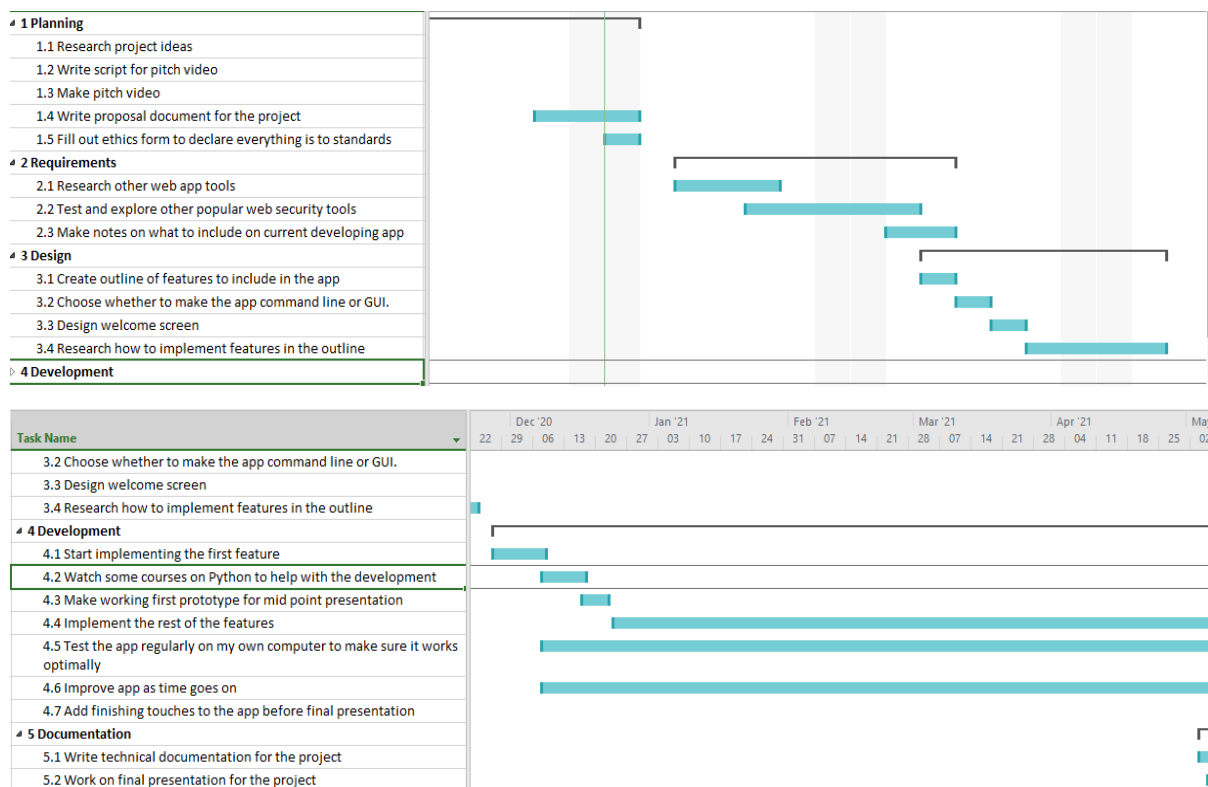 1 Planning
1.1 Research project ideas
1.2 Write script for pitch video
1.3 Make pitch video
1.4 Write proposal document for the project
1.5 Fill out ethics form to declare everything is to standards
2 Requirements
2.1 Research other web app tools
2.2 Test and explore other popular web security tools
2.3 Make notes on what to include on current developing app
3 Design
3.1 Create outline of features to include in the app
3.2 Choose whether to make the app command line or GUI.
3.3 Design welcome screen
3.4 Research how to implement features in the outline
4 Development
Dec '20 Jan '21 Feb '21 Mar '21 Apr '21 May
Task Name 22 29 06 13 20 27 03 10 17 24 31 07 14 21 28 07 14 21 28 04 11 18 25 02
3.2 Choose whether to make the app command line or GUI.
3.3 Design welcome screen
3.4 Research how to implement features in the outline
4 Development
4.1 Start implementing the first feature
4.2 Watch some courses on Python to help with the development
4.3 Make working first prototype for mid point presentation
4.4 Implement the rest of the features
4.5 Test the app regularly on my own computer to make sure it works
optimally
4.6 Improve app as time goes on
4.7 Add finishing touches to the app before final presentation
5 Documentation
5.1 Write technical documentation for the project
5.2 Work on final presentation for the project